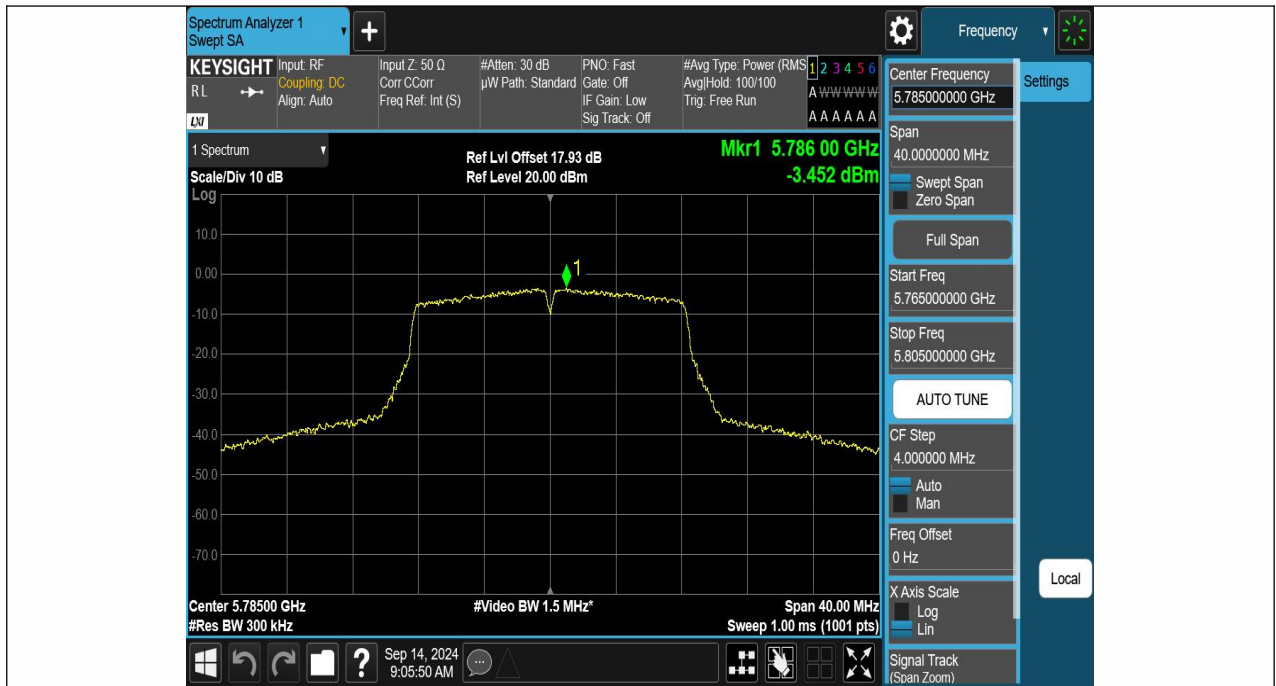 Spectrum Analyzer 1
Swept SA
+
Frequency
KEYSIGHT
RL
LXI
Input: RF
Coupling: DC
Align: Auto
Input Z: 50 Ω
Corr CCorr
Freq Ref: Int (S)
#Atten: 30 dB
µW Path: Standard
PNO: Fast
Gate: Off
IF Gain: Low
Sig Track: Off
#Avg Type: Power (RMS
Avg|Hold: 100/100
Trig: Free Run
1 2 3 4 5 6
A W W W W W
A A A A A A
1 Spectrum
Scale/Div 10 dB
Log
Ref Lvl Offset 17.93 dB
Ref Level 20.00 dBm
Mkr1 5.786 00 GHz
-3.452 dBm
10.0
0.00
-10.0
-20.0
-30.0
-40.0
-50.0
-60.0
-70.0
1
Center 5.78500 GHz
#Res BW 300 kHz
#Video BW 1.5 MHz*
Span 40.00 MHz
Sweep 1.00 ms (1001 pts)
Center Frequency
5.785000000 GHz
Settings
Span
40.0000000 MHz
Swept Span
Zero Span
Full Span
Start Freq
5.765000000 GHz
Stop Freq
5.805000000 GHz
AUTO TUNE
CF Step
4.000000 MHz
Auto
Man
Freq Offset
0 Hz
X Axis Scale
Log
Lin
Local
Signal Track
(Span Zoom)
?
Sep 14, 2024
9:05:50 AM